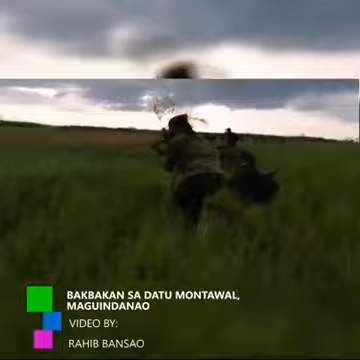 BAKBAKAN SA DATU MONTAWAL,
MAGUINDANAO
VIDEO BY:
RAHIB BANSAO